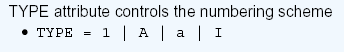 TYPE attribute controls the numbering scheme
• TYPE = 1 | A | a | I